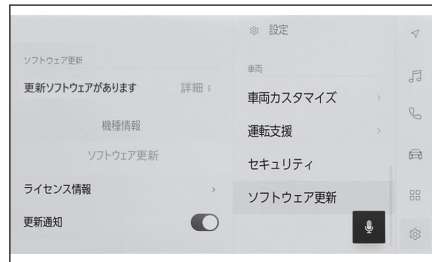 ソフトウェア更新
更新ソフトウェアがあります
詳細
機種情報
ソフトウェア更新
ライセンス情報
更新通知
設定
車両
車両カスタマイズ
運転支援
セキュリティ
ソフトウェア更新